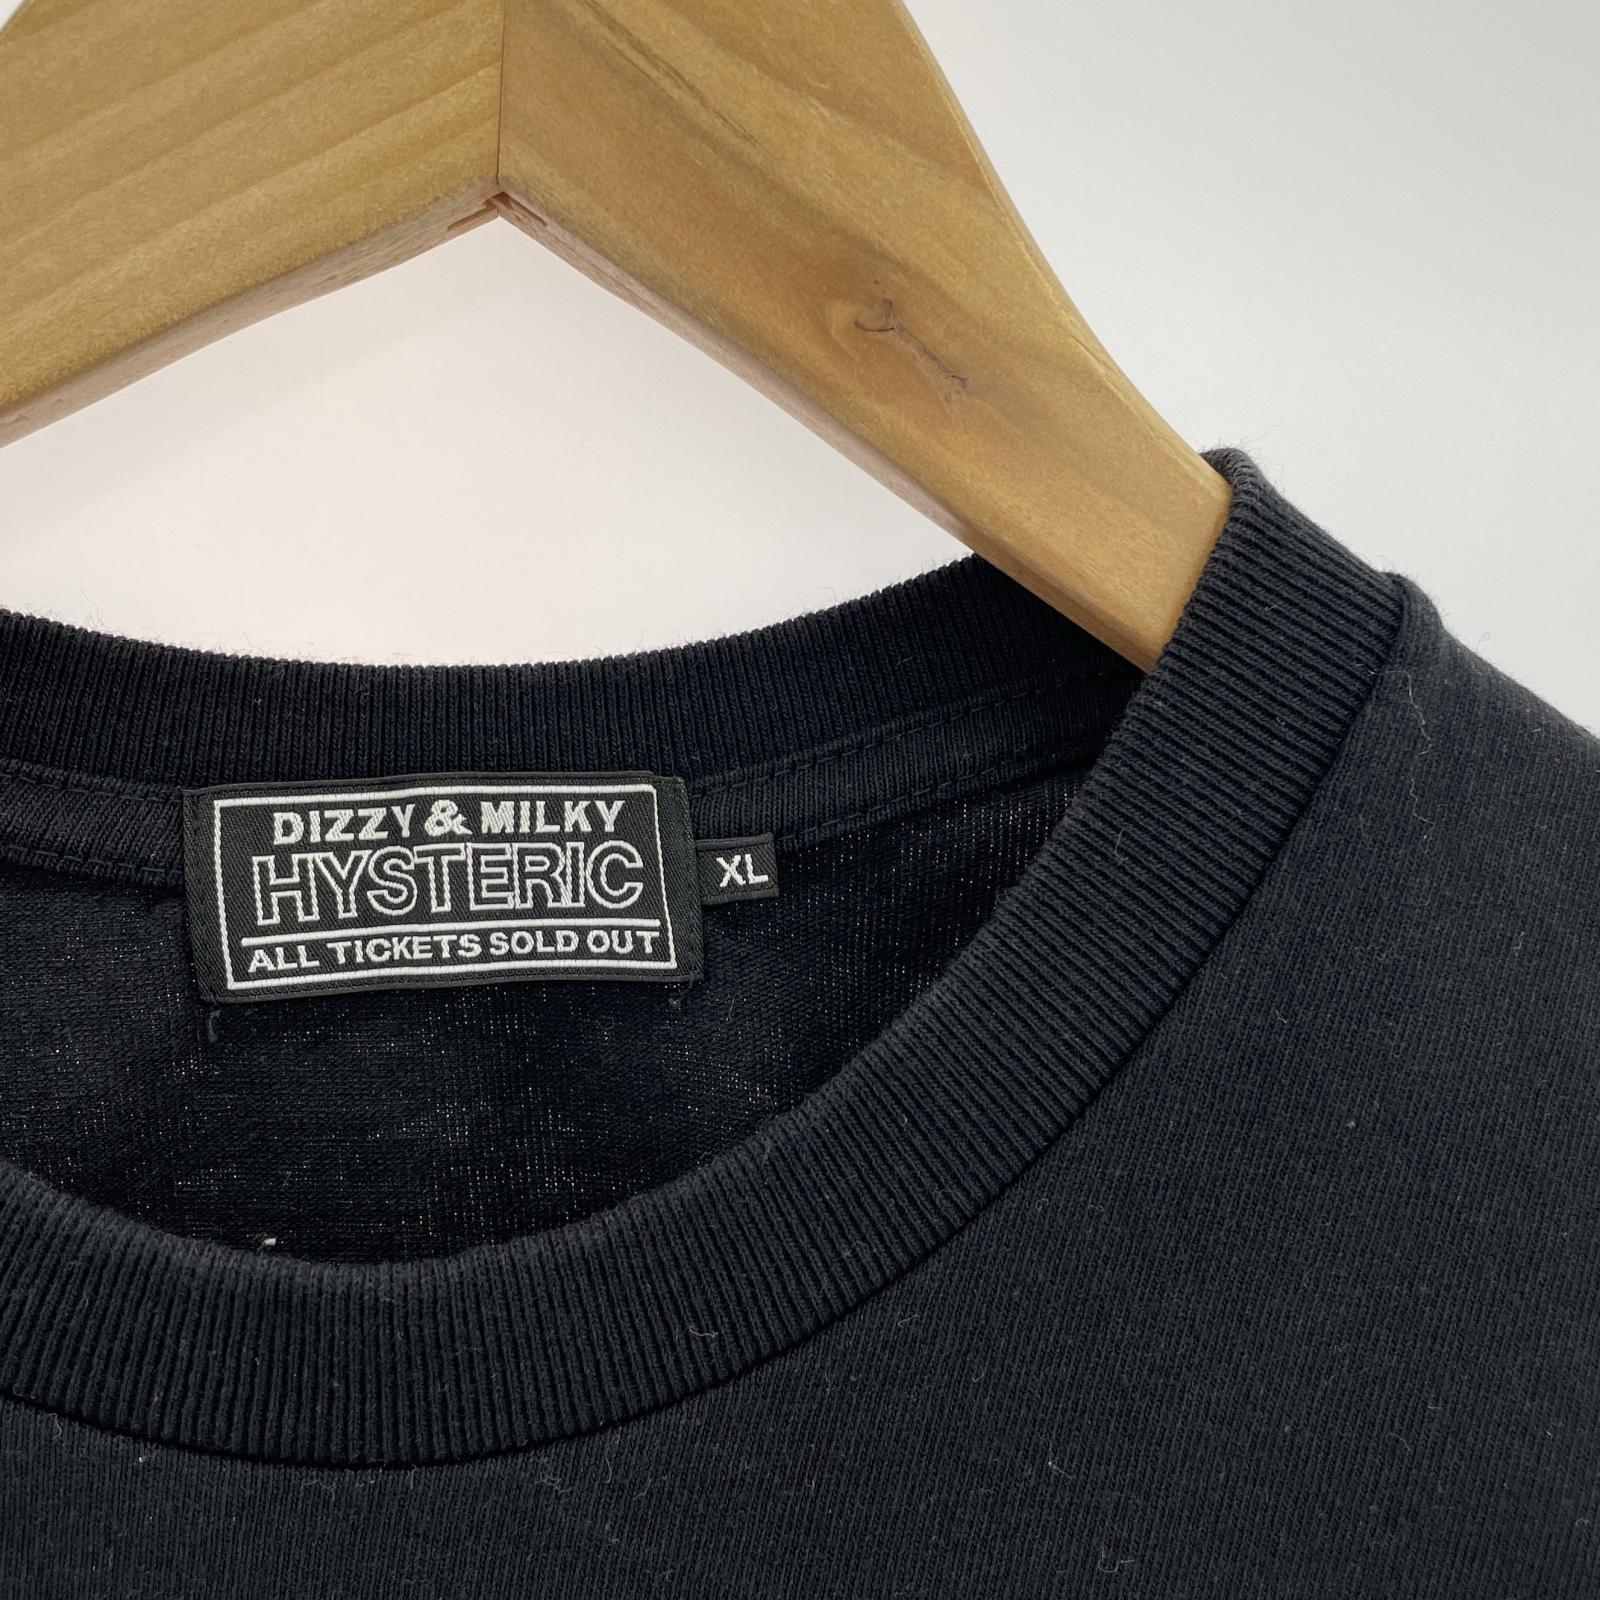 DIZZY & MILKY
HYSTERIC
ALL TICKETS SOLD OUT
XL